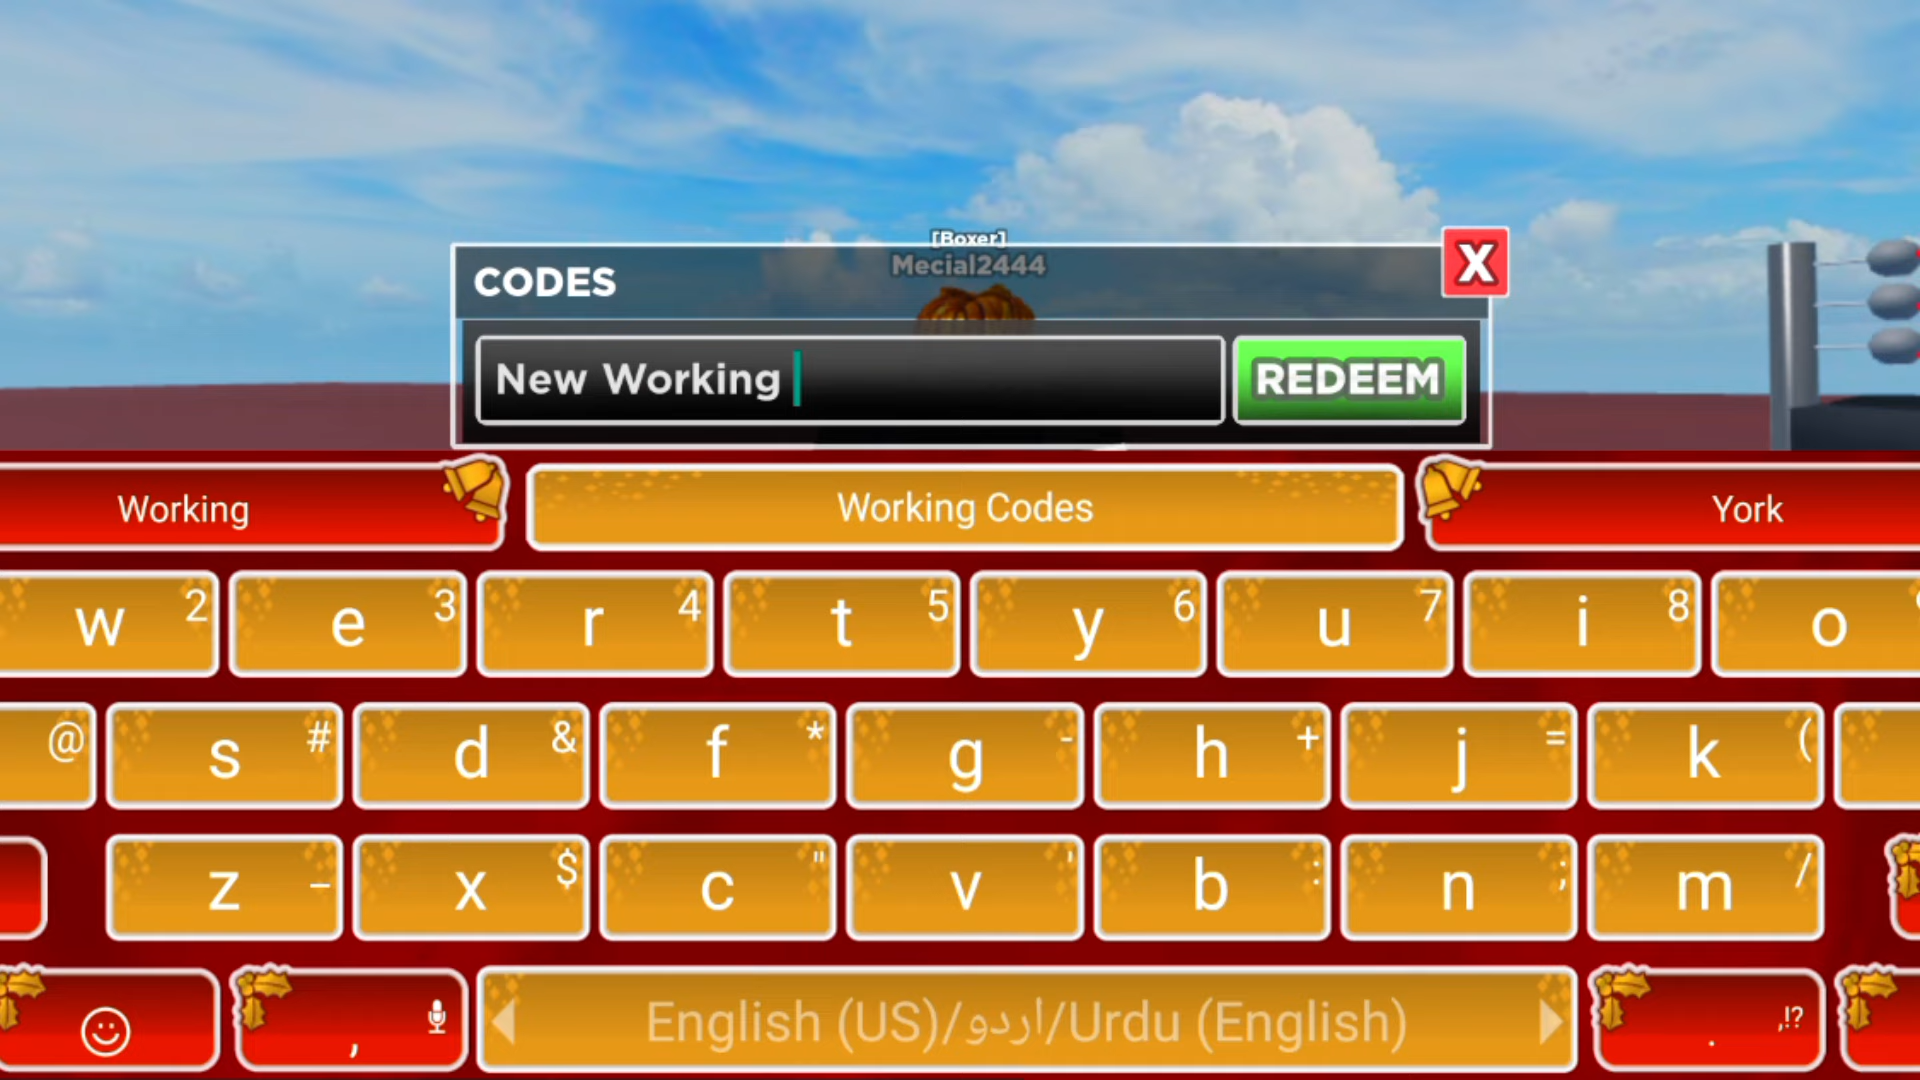 [Boxer]
Mecial2444
CODES
X
New Working
REDEEM
Working
Working Codes
York
w 2 e 3 r 4 t 5 y 6 u 7 i 8 o
@ s # d & f * g - h + j = k (
z _ x $ c " v ' b : n ; m /
, English (US)/اردو/Urdu (English) . ,!?